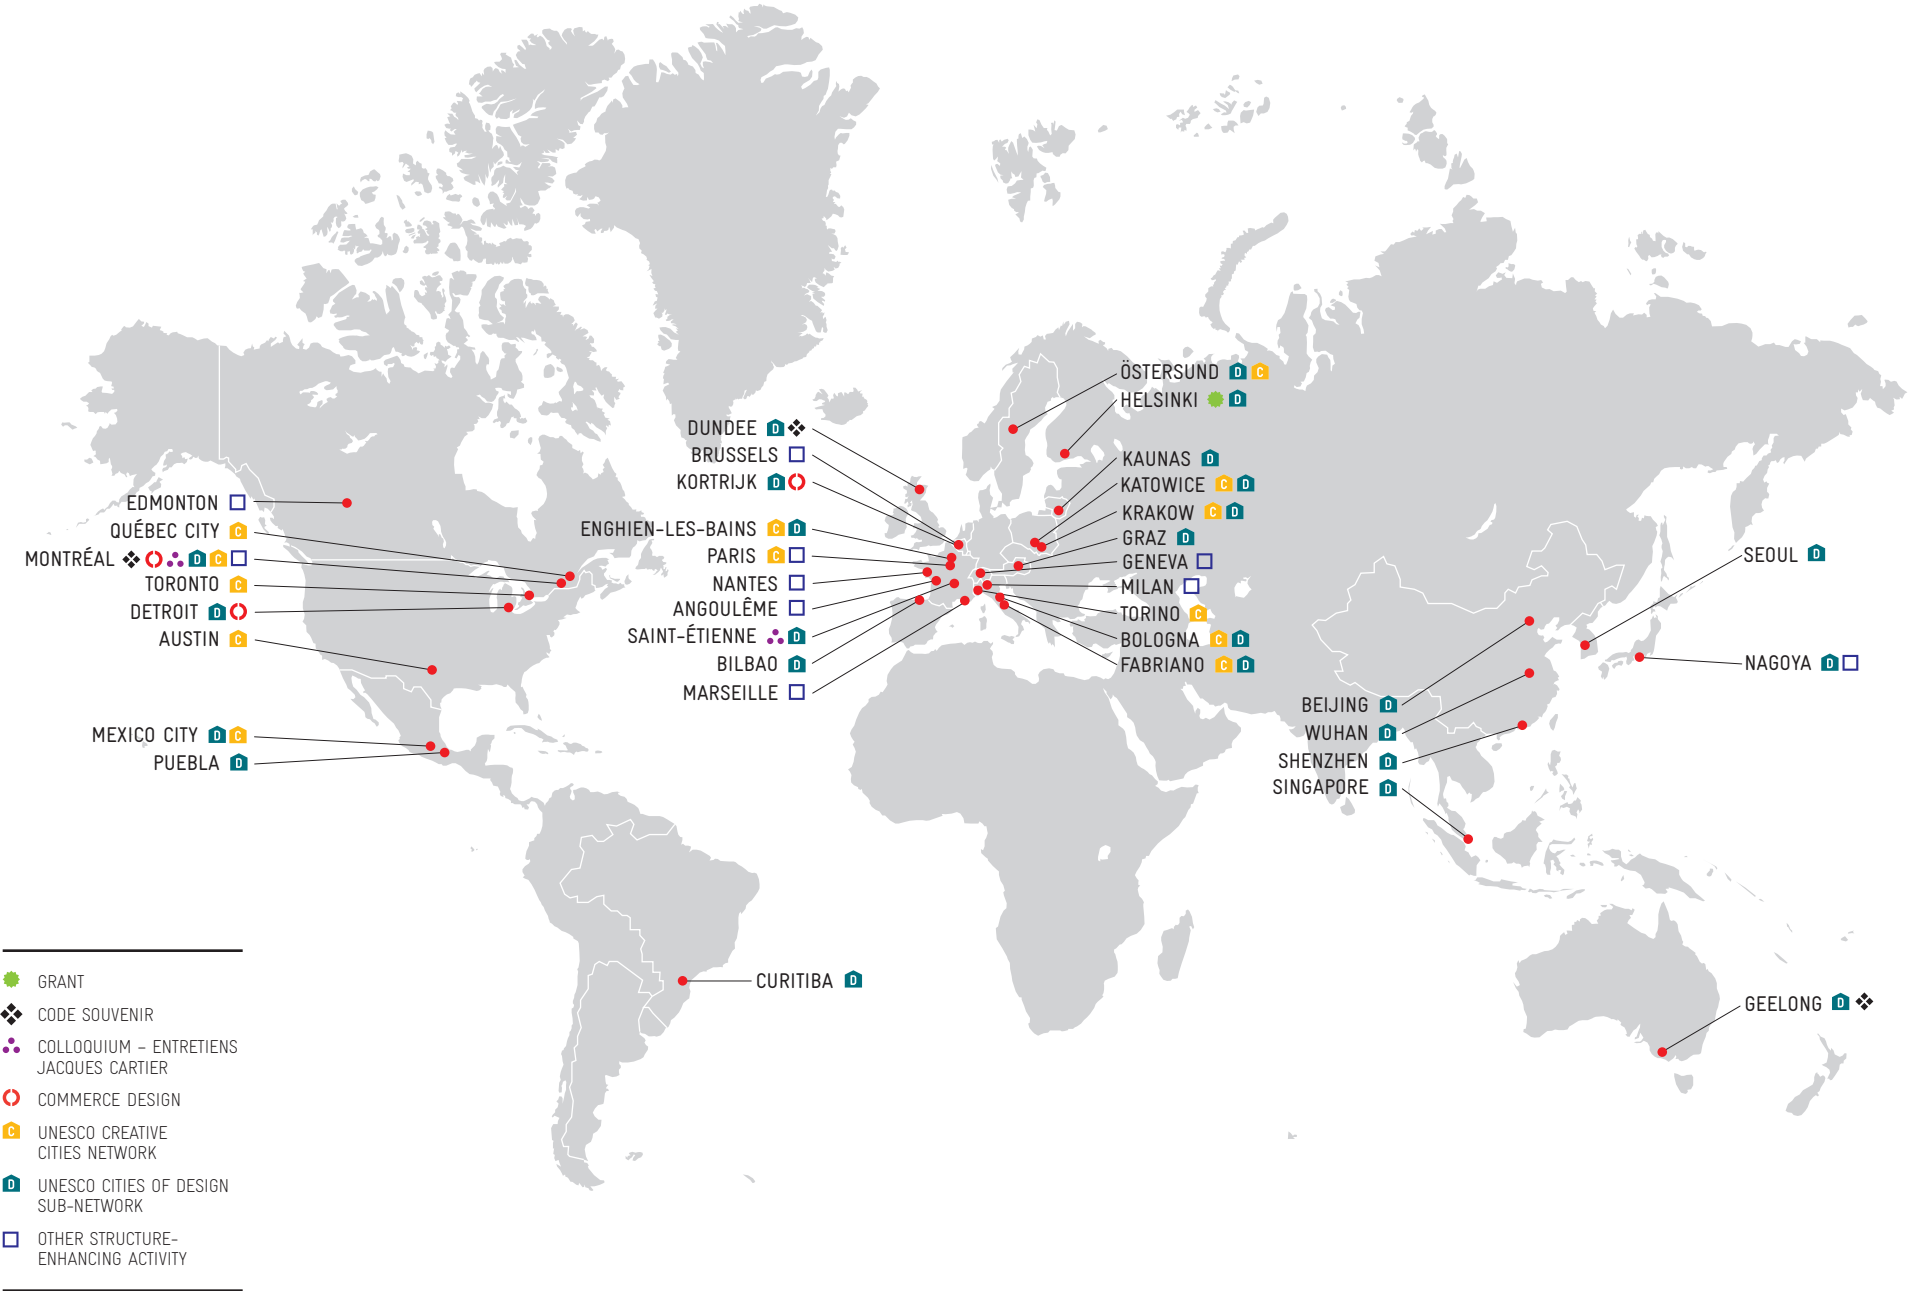 ÖSTERSUND D C
HELSINKI D
DUNDEE D
BRUSSELS
KORTRIJK D
KAUNAS D
KATOWICE C D
KRAKOW C D
GRAZ D
GENEVA
MILAN
TORINO C
BOLOGNA C D
FABRIANO C D
ENGHIEN-LES-BAINS C D
PARIS C
NANTES
ANGOULÊME
SAINT-ÉTIENNE D
BILBAO D
MARSEILLE
EDMONTON
QUÉBEC CITY C
MONTRÉAL D C
TORONTO C
DETROIT D
AUSTIN C
MEXICO CITY D C
PUEBLA D
SEOUL D
NAGOYA D
BEIJING D
WUHAN D
SHENZHEN D
SINGAPORE D
CURITIBA D
GEELONG D
GRANT
CODE SOUVENIR
COLLOQUIUM – ENTRETIENS
JACQUES CARTIER
COMMERCE DESIGN
C UNESCO CREATIVE
CITIES NETWORK
D UNESCO CITIES OF DESIGN
SUB-NETWORK
OTHER STRUCTURE-
ENHANCING ACTIVITY